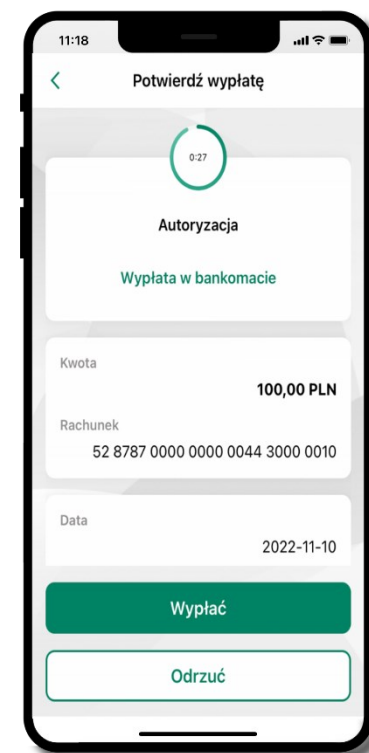 11:18
Potwierdź wypłatę
0:27
Autoryzacja
Wypłata w bankomacie
Kwota
100,00 PLN
Rachunek
52 8787 0000 0000 0044 3000 0010
Data
2022-11-10
Wypłać
Odrzuć